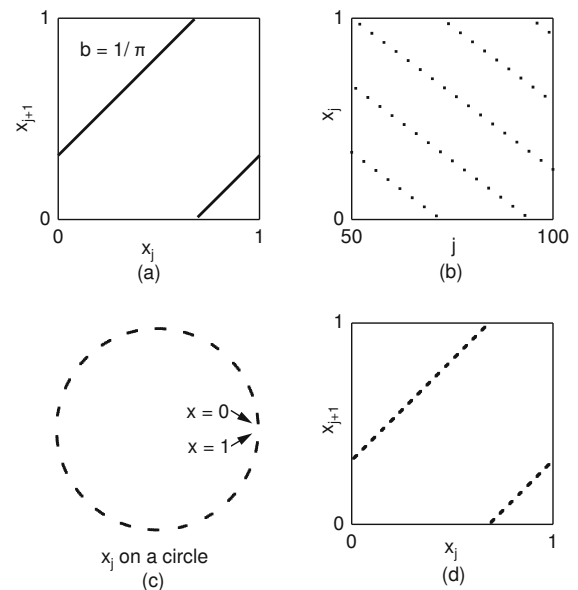 1
b = 1/ π
x_{j+1}
0
0
1
x_j
(a)
1
x_j
0
50
100
j
(b)
x = 0
x = 1
x_j on a circle
(c)
1
x_{j+1}
0
0
1
x_j
(d)